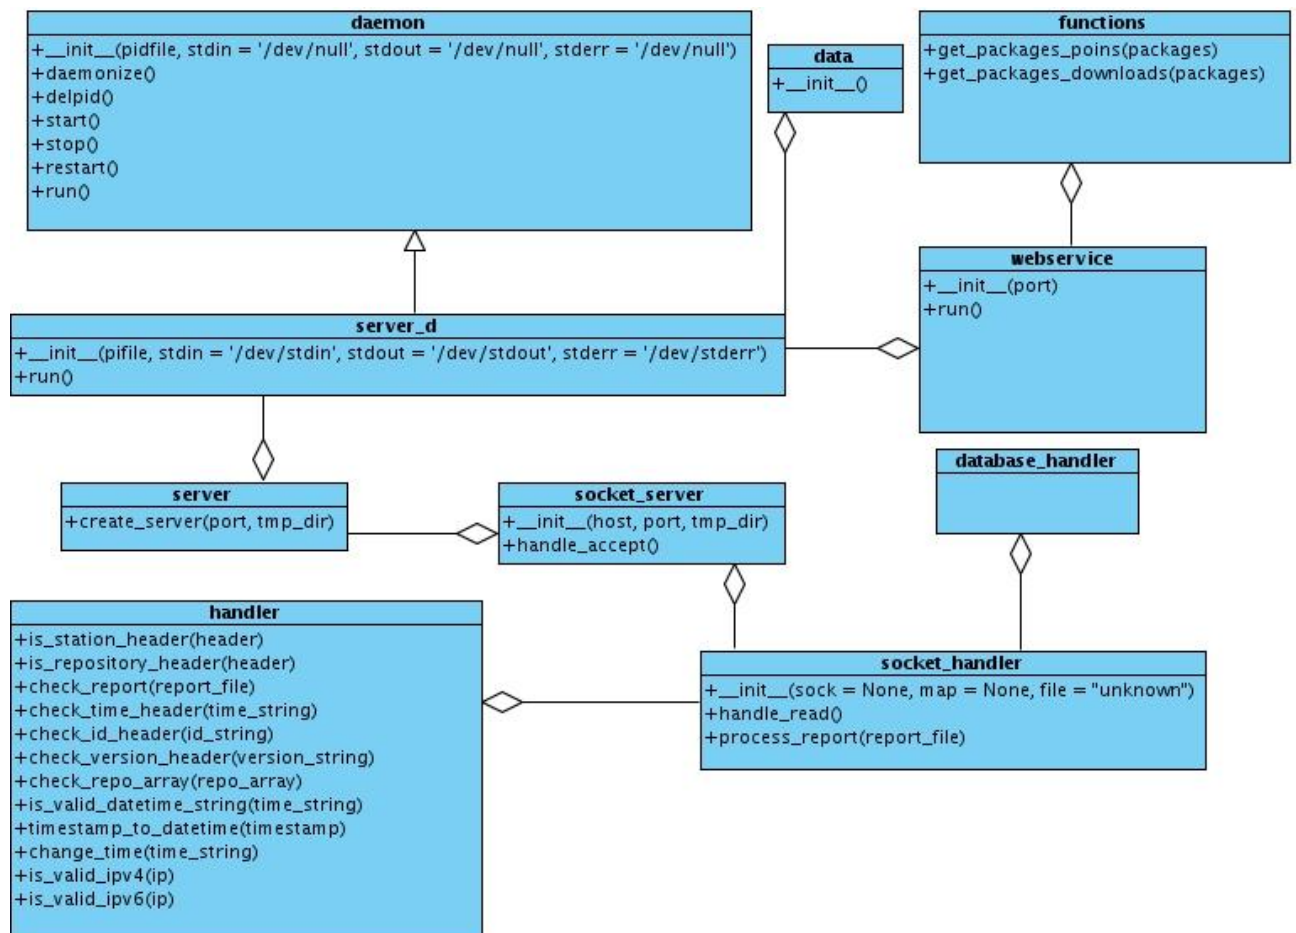 daemon
+__init__(pidfile, stdin = '/dev/null', stdout = '/dev/null', stderr = '/dev/null')
+daemonize()
+delpid()
+start()
+stop()
+restart()
+run()
data
+__init__()
functions
+get_packages_poins(packages)
+get_packages_downloads(packages)
webservice
+__init__(port)
+run()
server_d
+__init__(pifile, stdin = '/dev/stdin', stdout = '/dev/stdout', stderr = '/dev/stderr')
+run()
database_handler
server
+create_server(port, tmp_dir)
socket_server
+__init__(host, port, tmp_dir)
+handle_accept()
handler
+is_station_header(header)
+is_repository_header(header)
+check_report(report_file)
+check_time_header(time_string)
+check_id_header(id_string)
+check_version_header(version_string)
+check_repo_array(repo_array)
+is_valid_datetime_string(time_string)
+timestamp_to_datetime(timestamp)
+change_time(time_string)
+is_valid_ipv4(ip)
+is_valid_ipv6(ip)
socket_handler
+__init__(sock = None, map = None, file = "unknown")
+handle_read()
+process_report(report_file)